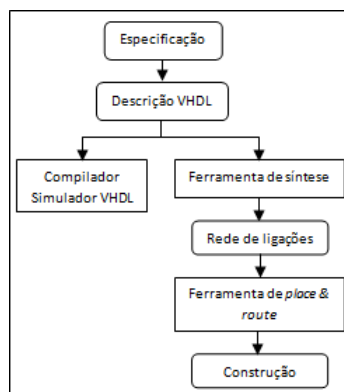 Especificação
Descrição VHDL
Compilador
Simulador VHDL
Ferramenta de síntese
Rede de ligações
Ferramenta de place &
route
Construção